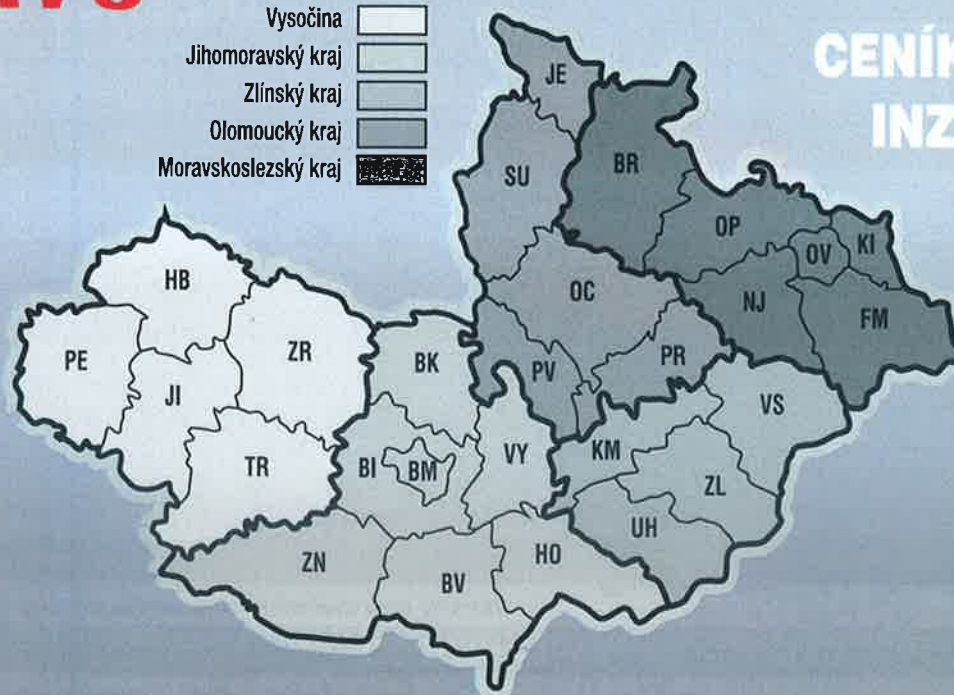 Vysočina
Jihomoravský kraj
Zlínský kraj
Olomoucký kraj
Moravskoslezský kraj
CENÍK
INZ
JE
SU
BR
OP
OV
KI
HB
OC
NJ
FM
PE
ZR
BK
PV
PR
JI
VS
TR
BI
BM
VY
KM
ZL
UH
ZN
BV
HO